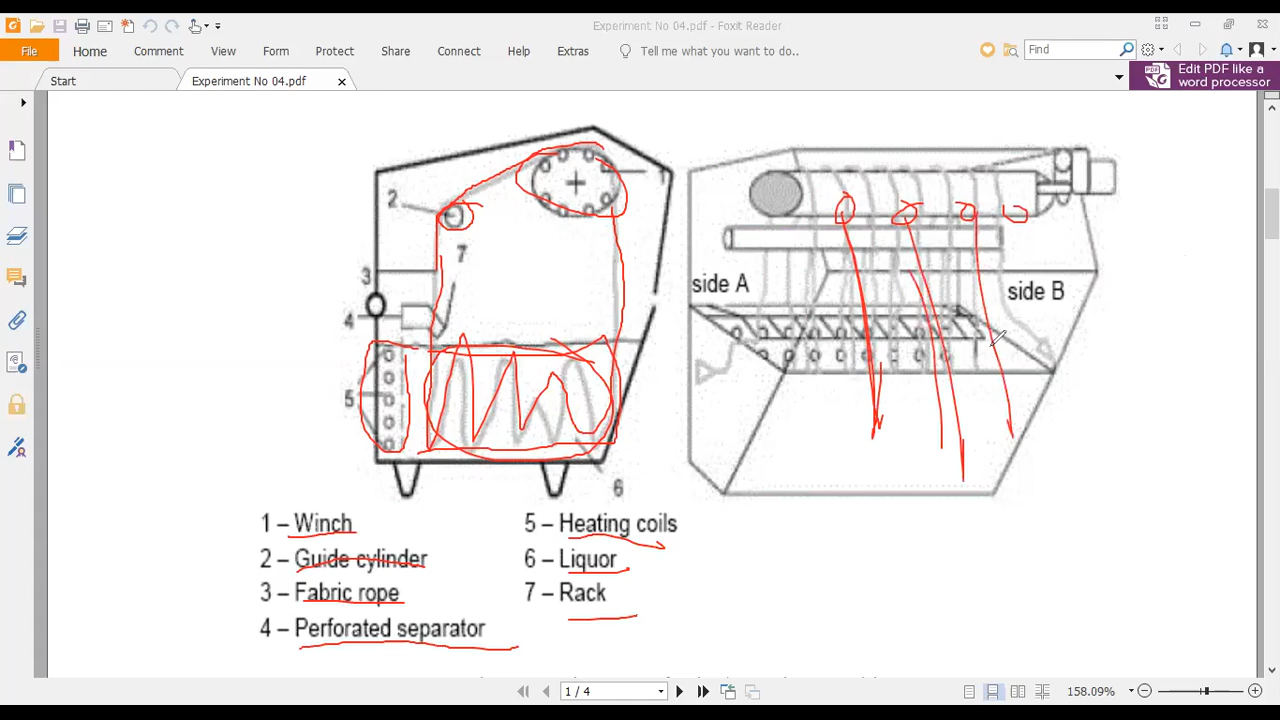 Experiment No 04.pdf - Foxit Reader
File Home Comment View Form Protect Share Connect Help Extras Tell me what you want to do.. Find
Start Experiment No 04.pdf Edit PDF like a word processor
1
2
7
3
4
5
6
side A
side B
1 – Winch 5 – Heating coils
2 – Guide cylinder 6 – Liquor
3 – Fabric rope 7 – Rack
4 – Perforated separator
1 / 4 158.09%